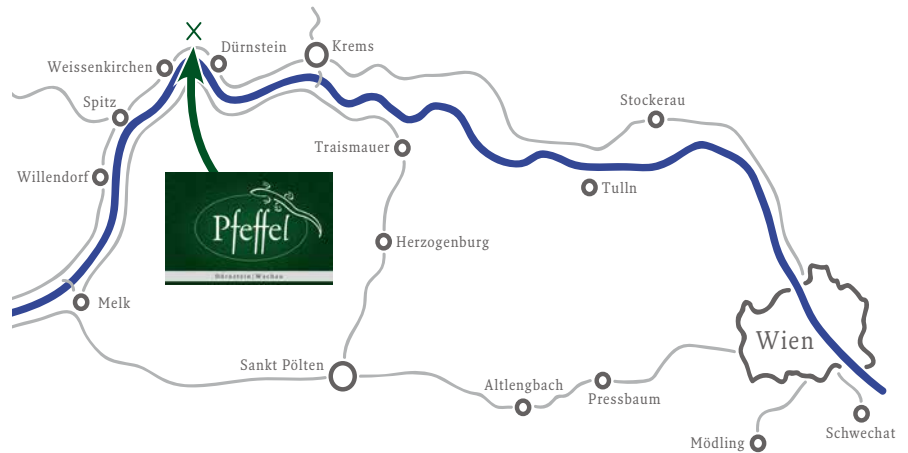 X
Dürnstein
Krems
Weissenkirchen
Spitz
Stockerau
Traismauer
Willendorf
Tulln
Pfeffel
Dürnstein|Wachau
Herzogenburg
Melk
Wien
Sankt Pölten
Altlengbach
Pressbaum
Schwechat
Mödling